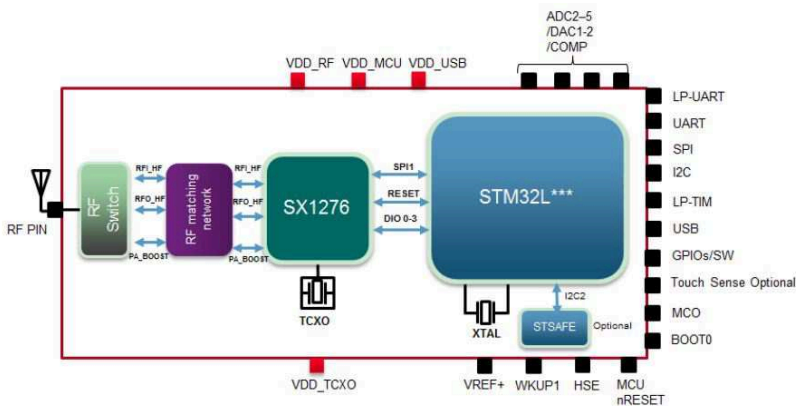 ADC2–5
/DAC1-2
/COMP
VDD_RF
VDD_MCU
VDD_USB
LP-UART
UART
SPI
I2C
LP-TIM
USB
GPIOs/SW
Touch Sense Optional
MCO
BOOT0
RF PIN
RF
Switch
RFI_HF
RFO_HF
PA_BOOST
RF matching
network
RFI_HF
RFO_HF
PA_BOOST
SX1276
SPI1
RESET
DIO 0-3
STM32L***
TCXO
XTAL
I2C2
STSAFE
Optional
VDD_TCXO
VREF+
WKUP1
HSE
MCU
nRESET